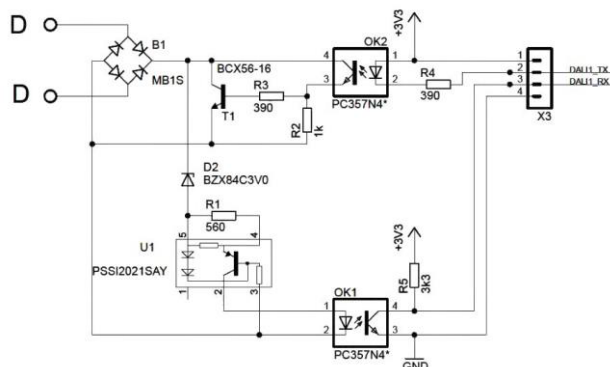 D
D
B1
MB1S
BCX56-16
T1
R3
390
R2
1k
OK2
4
3
1
2
PC357N4*
+3V3
R4
390
1
2
3
4
X3
DALI1_TX
DALI1_RX
D2
BZX84C3V0
R1
560
U1
PSSI2021SAY
5
4
1
2
3
OK1
1
2
4
3
PC357N4*
+3V3
R5
3k3
GND